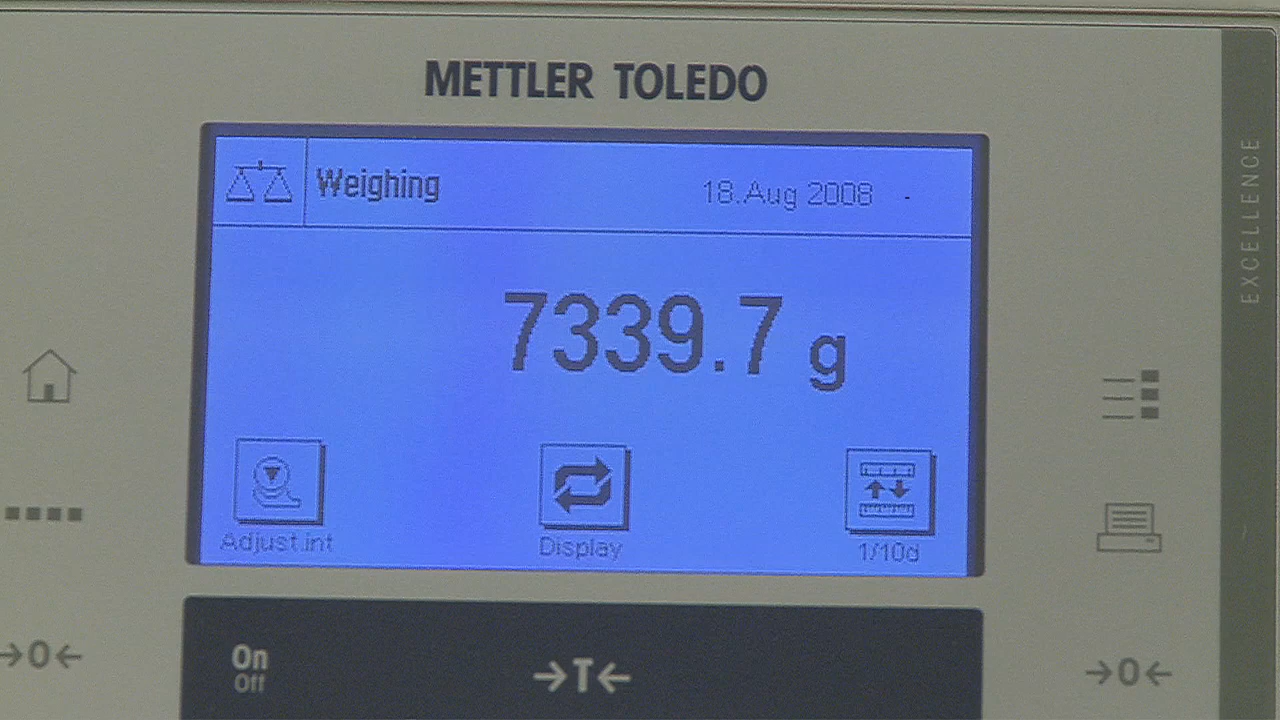 METTLER TOLEDO
Weighing 18.Aug 2008 -
7339.7 g
Adjust.int Display 1/10d
On
Off
→0← →T← →0←
EXCELLENCE